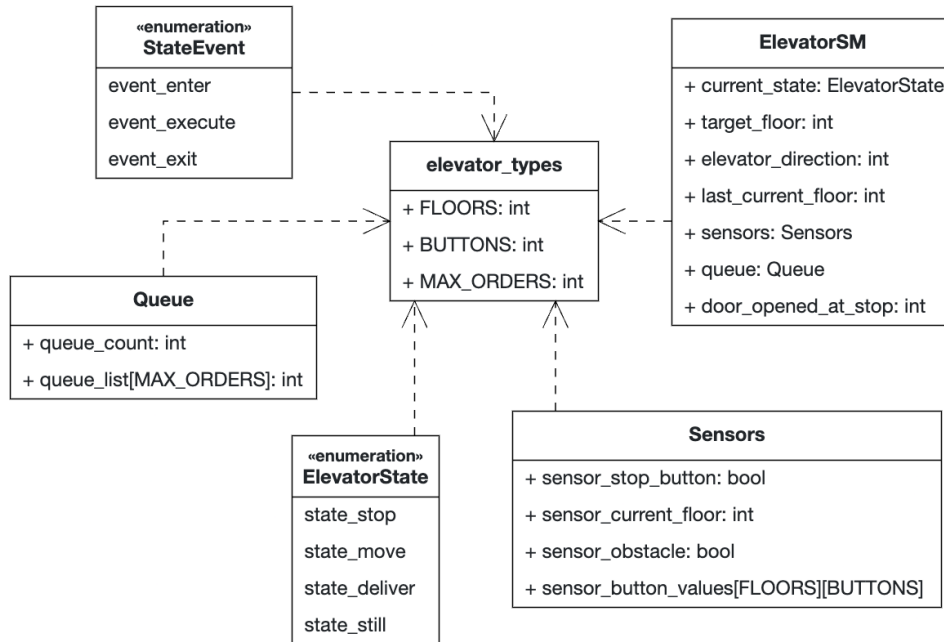 «enumeration»
StateEvent
event_enter
event_execute
event_exit
ElevatorSM
+ current_state: ElevatorState
+ target_floor: int
+ elevator_direction: int
+ last_current_floor: int
+ sensors: Sensors
+ queue: Queue
+ door_opened_at_stop: int
elevator_types
+ FLOORS: int
+ BUTTONS: int
+ MAX_ORDERS: int
Queue
+ queue_count: int
+ queue_list[MAX_ORDERS]: int
«enumeration»
ElevatorState
state_stop
state_move
state_deliver
state_still
Sensors
+ sensor_stop_button: bool
+ sensor_current_floor: int
+ sensor_obstacle: bool
+ sensor_button_values[FLOORS][BUTTONS]